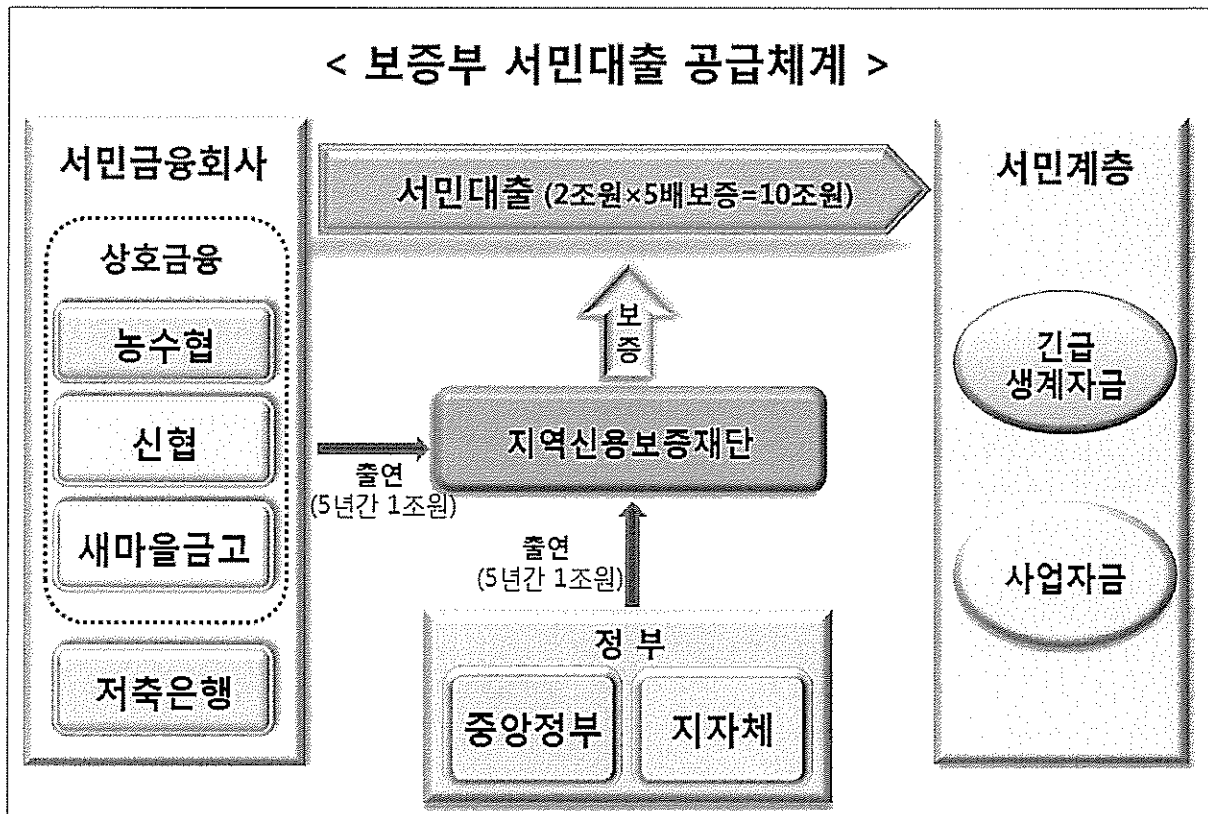 < 보증부 서민대출 공급체계 >
서민금융회사
상호금융
농수협
신협
새마을금고
저축은행
서민대출 (2조원×5배보증=10조원)
보
증
지역신용보증재단
출연
(5년간 1조원)
출연
(5년간 1조원)
정 부
중앙정부
지자체
서민계층
긴급
생계자금
사업자금